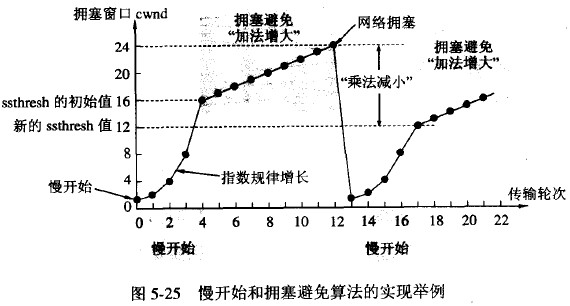 拥塞窗口 cwnd
拥塞避免
“加法增大”
网络拥塞
拥塞避免
“加法增大”
“乘法减小”
24
20
ssthresh 的初始值 16
新的 ssthresh 值 12
8
4
0
慢开始
指数规律增长
传输轮次
0 2 4 6 8 10 12 14 16 18 20 22
慢开始
慢开始
图 5-25 慢开始和拥塞避免算法的实现举例